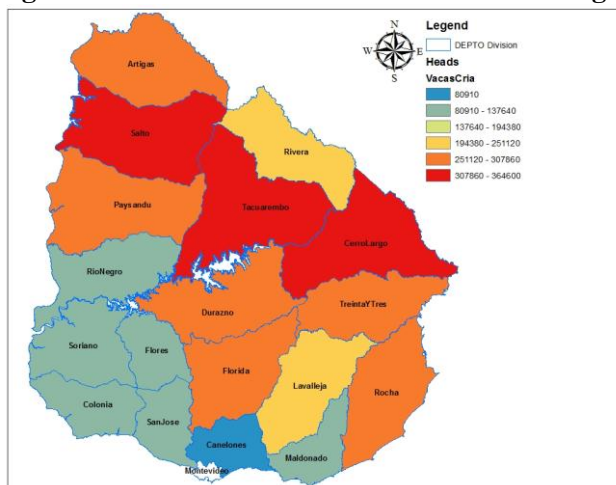 N
W E
S
Legend
DEPTO Division
Heads
VacasCria
80910
80910 - 137640
137640 - 194380
194380 - 251120
251120 - 307860
307860 - 364600
Artigas
Salto
Rivera
Paysandu
Tacuarembo
CerroLargo
RioNegro
Durazno
TreintaYTres
Soriano
Flores
Florida
Lavalleja
Rocha
Colonia
SanJose
Canelones
Maldonado
Montevideo